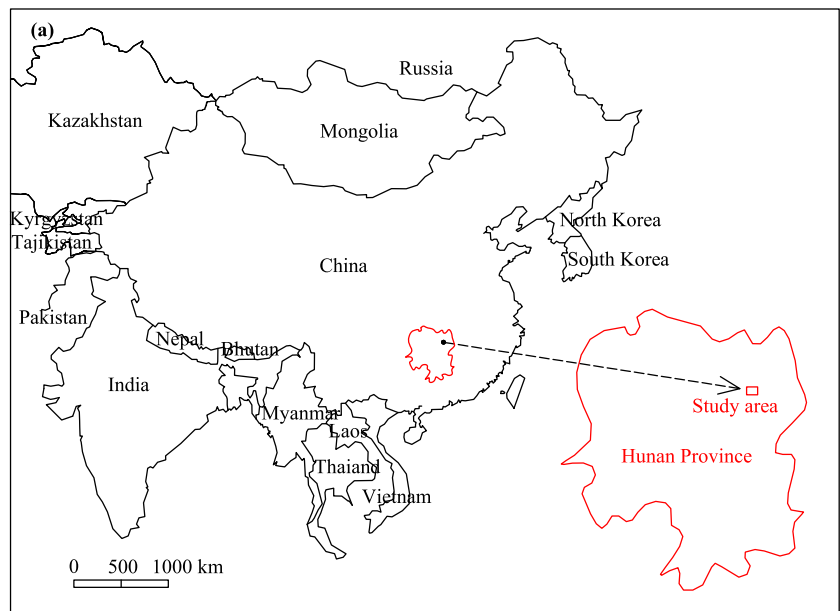 (a)
Russia
Kazakhstan
Mongolia
Kyrgyzstan
North Korea
Tajikistan
South Korea
China
Pakistan
Nepal
Bhutan
India
Study area
Myanmar
Laos
Hunan Province
Thaiand
Vietnam
0 500 1000 km